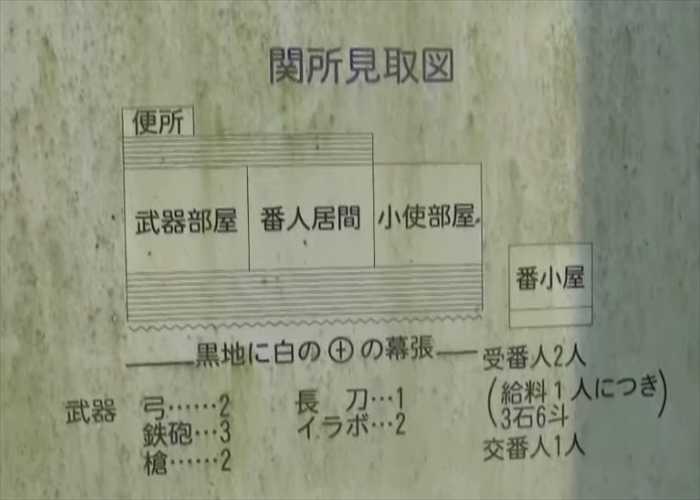 関所見取図
便所
武器部屋 番人居間 小使部屋
番小屋
黒地に白の⊕の幕張
受番人2人
(給料1人につき
3石6斗)
交番人1人
武器 弓……2
鉄砲…3
槍……2
長 刀…1
イラボ…2